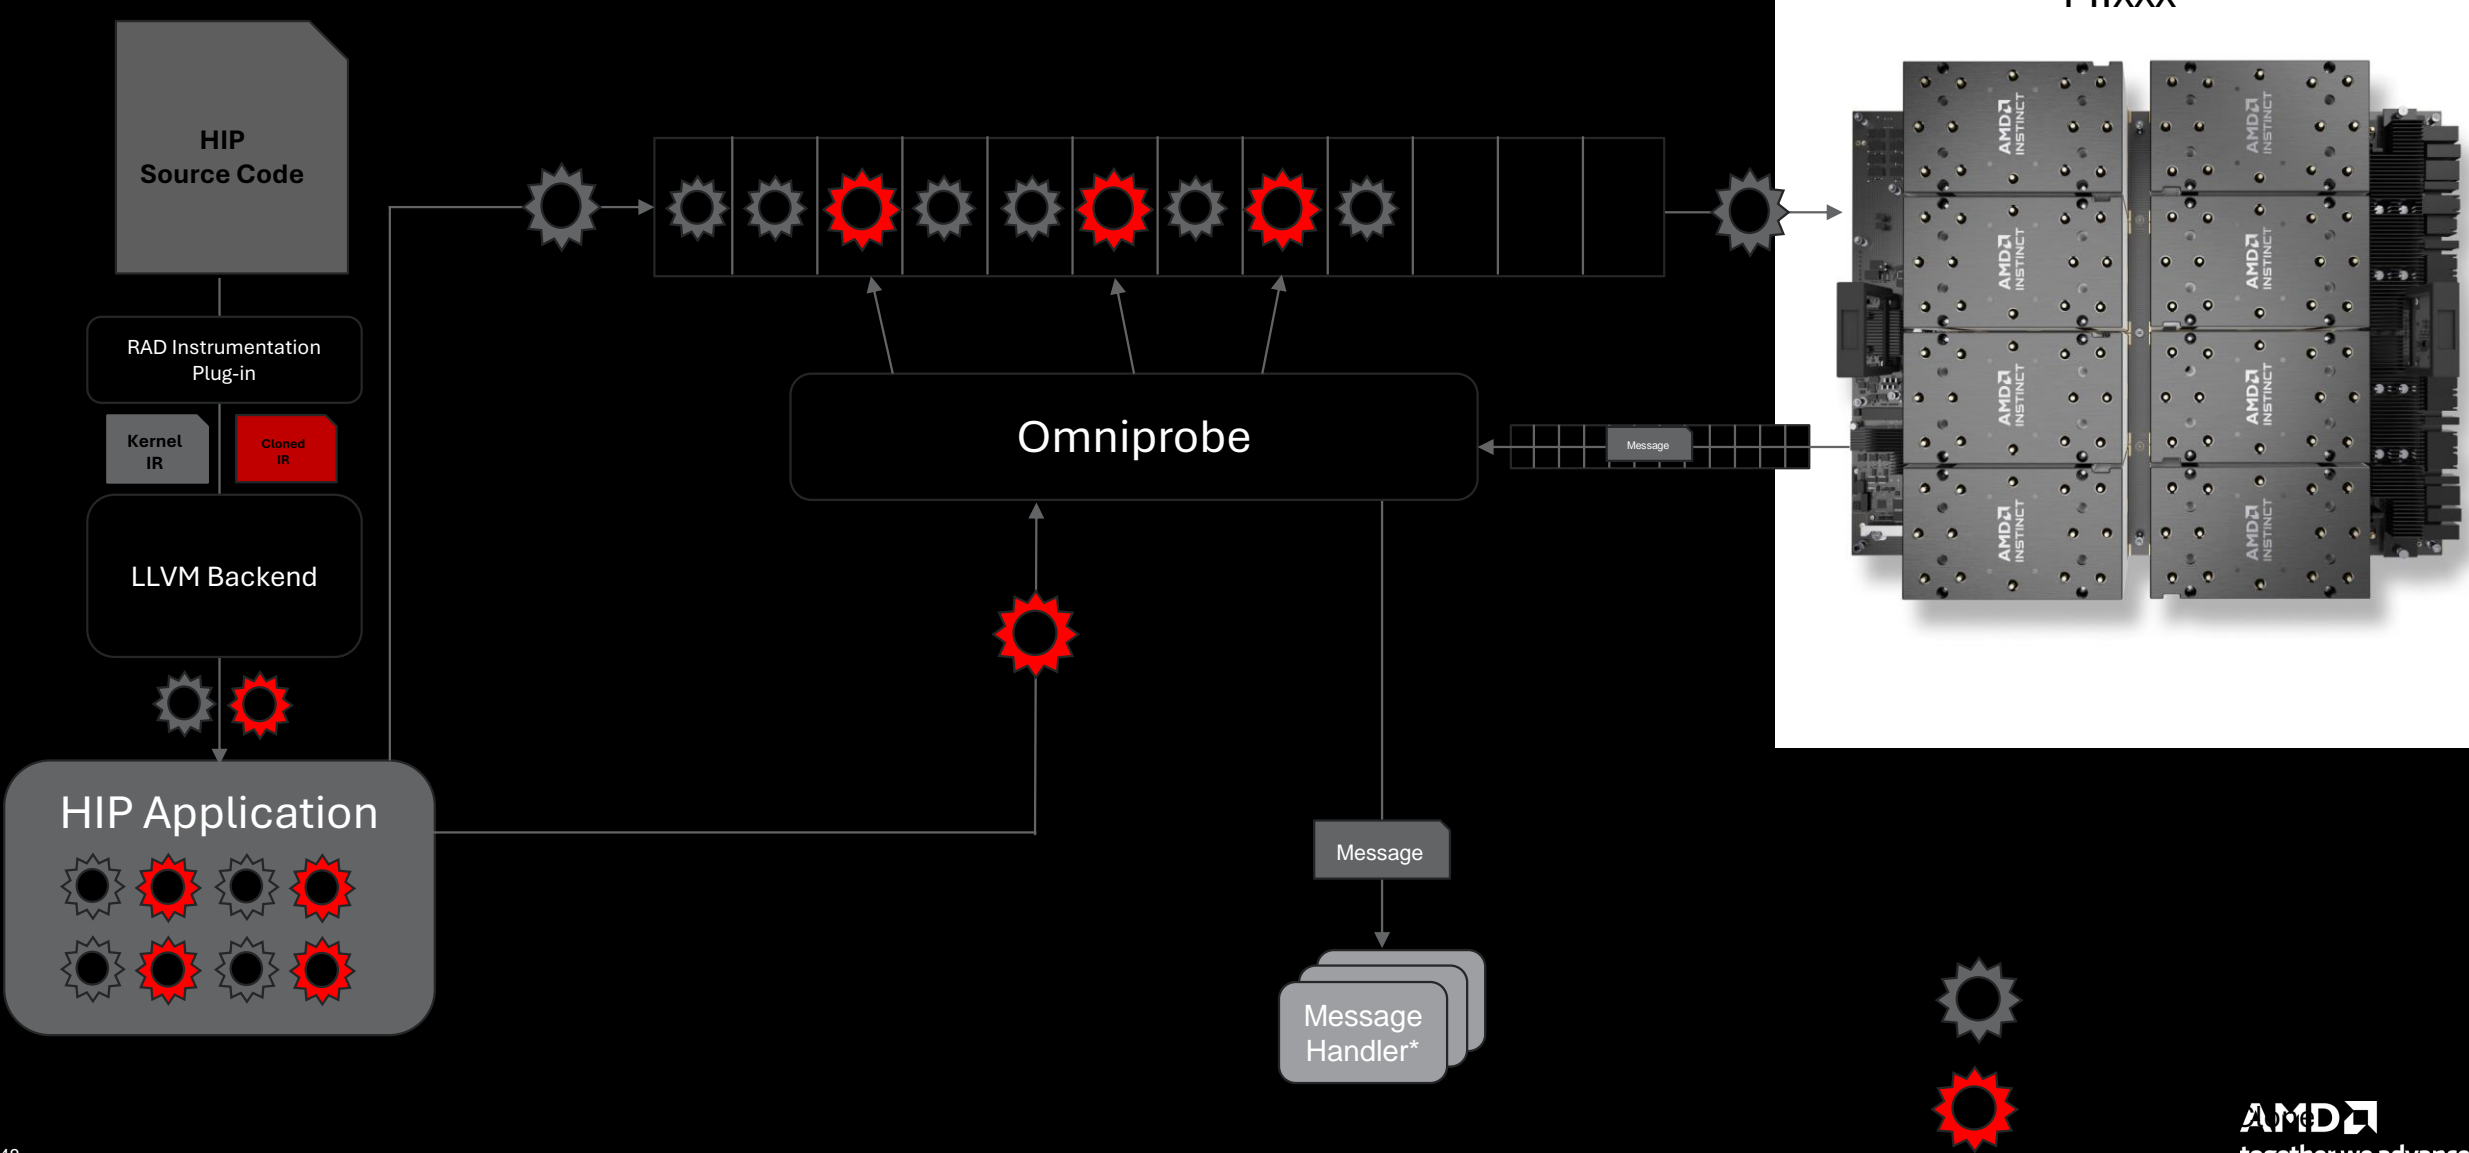 HIP
Source Code
RAD Instrumentation
Plug-in
Kernel
IR
Cloned
IR
LLVM Backend
HIP Application
Omniprobe
Message
Message
Message
Handler*
AMD
INSTINCT
AMD
INSTINCT
AMD
INSTINCT
AMD
INSTINCT
AMD
INSTINCT
AMD
INSTINCT
AMD
INSTINCT
AMD
INSTINCT
Clone
AMD